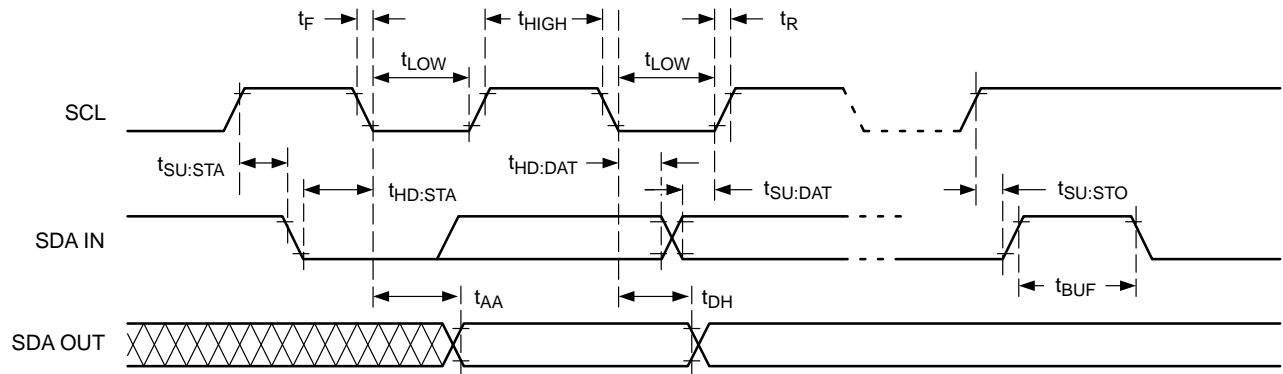 tF
tHIGH
tR
tLOW
tLOW
SCL
tSU:STA
tHD:STA
tHD:DAT
tSU:DAT
tSU:STO
SDA IN
tBUF
tAA
tDH
SDA OUT